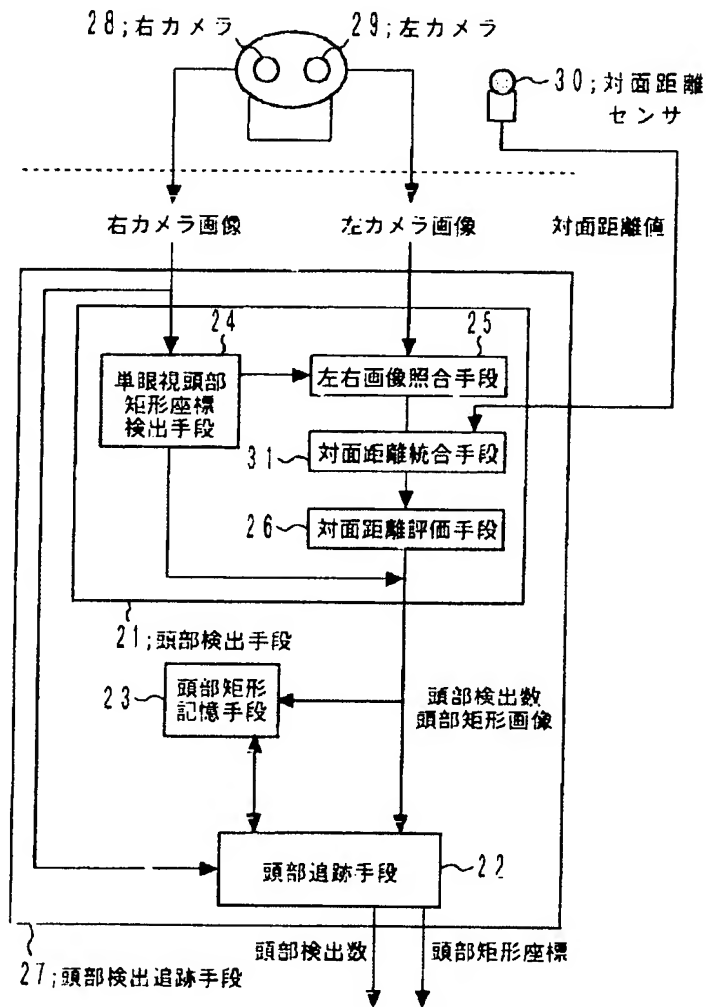 28;右カメラ
29;左カメラ
30;対面距離
センサ
右カメラ画像
左カメラ画像
対面距離値
24
25
単眼視頭部
矩形座標
検出手段
左右画像照合手段
31
対面距離統合手段
26
対面距離評価手段
21;頭部検出手段
23
頭部矩形
記憶手段
頭部検出数
頭部矩形画像
頭部追跡手段
22
27;頭部検出追跡手段
頭部検出数
頭部矩形座標